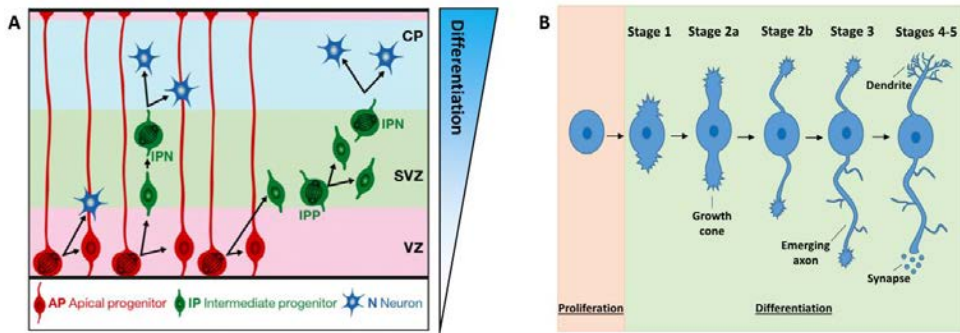 A
CP
Differentiation
IPN
IPN
SVZ
IPP
VZ
AP Apical progenitor
IP Intermediate progenitor
N Neuron
B
Stage 1
Stage 2a
Stage 2b
Stage 3
Stages 4-5
Dendrite
Growth
cone
Emerging
axon
Synapse
Proliferation
Differentiation